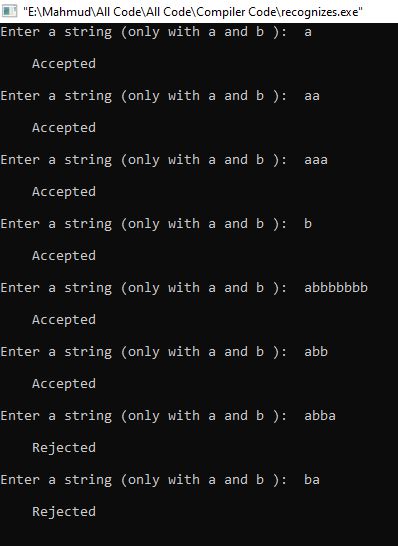 "E:\Mahmud\All Code\All Code\Compiler Code\recognizes.exe"
Enter a string (only with a and b ):  a
Accepted
Enter a string (only with a and b ):  aa
Accepted
Enter a string (only with a and b ):  aaa
Accepted
Enter a string (only with a and b ):  b
Accepted
Enter a string (only with a and b ):  abbbbbbb
Accepted
Enter a string (only with a and b ):  abb
Accepted
Enter a string (only with a and b ):  abba
Rejected
Enter a string (only with a and b ):  ba
Rejected